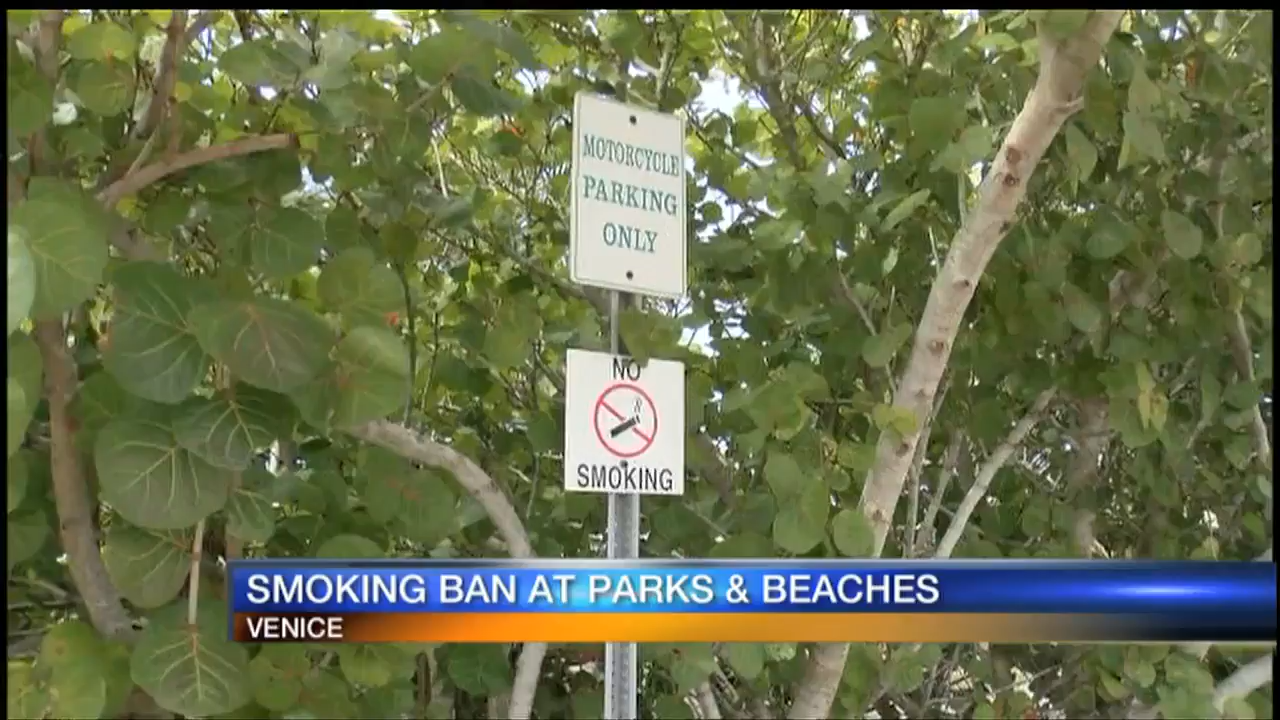 MOTORCYCLE
PARKING
ONLY
NO
SMOKING
SMOKING BAN AT PARKS & BEACHES
VENICE